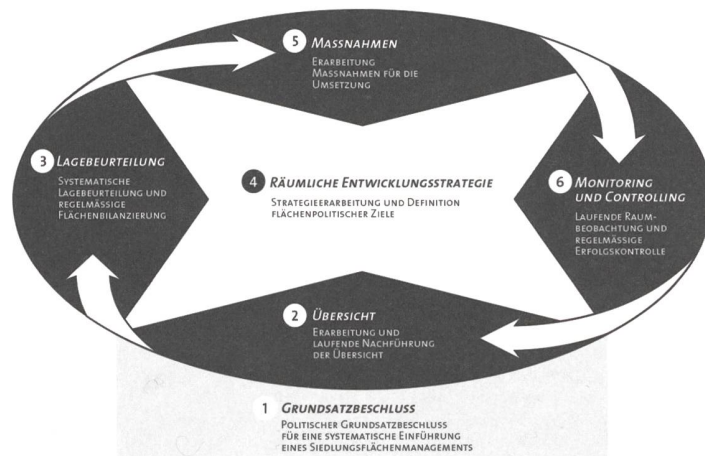 5 MASSNAHMEN
ERARBEITUNG
MASSNAHMEN FÜR DIE
UMSETZUNG
3 LAGEBEURTEILUNG
SYSTEMATISCHE
LAGEBEURTEILUNG UND
REGELMÄSSIGE
FLÄCHENBILANZIERUNG
4 RÄUMLICHE ENTWICKLUNGSSTRATEGIE
STRATEGIEERARBEITUNG UND DEFINITION
FLÄCHENPOLITISCHER ZIELE
6 MONITORING
UND CONTROLLING
LAUFENDE RAUM-
BEOBACHTUNG UND
REGELMÄSSIGE
ERFOLGSKONTROLLE
2 ÜBERSICHT
ERARBEITUNG UND
LAUFENDE NACHFÜHRUNG
DER ÜBERSICHT
1 GRUNDSATZBESCHLUSS
POLITISCHER GRUNDSATZBESCHLUSS
FÜR EINE SYSTEMATISCHE EINFÜHRUNG
EINES SIEDLUNGSFLÄCHENMANAGEMENTS